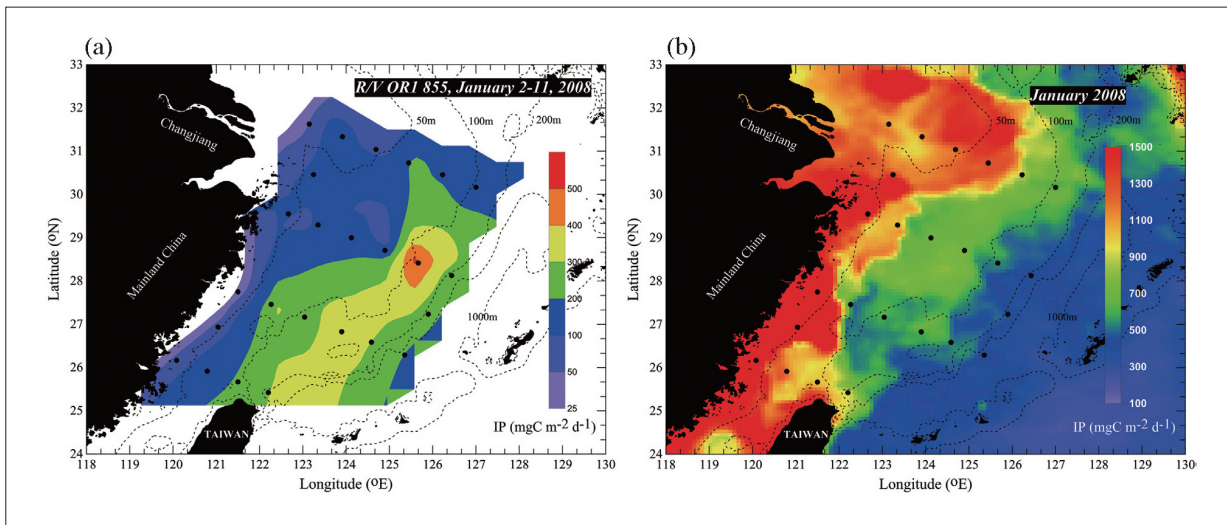 (a)
R/V OR1 855, January 2-11, 2008
33
32
31
30
29
28
27
26
25
24
Latitude (oN)
Changjiang
Mainland China
TAIWAN
50m
100m
200m
1000m
500
400
300
200
100
50
25
IP (mgC m-2 d-1)
118 119 120 121 122 123 124 125 126 127 128 129 130
Longitude (oE)
(b)
January 2008
33
32
31
30
29
28
27
26
25
24
Latitude (oN)
Changjiang
Mainland China
TAIWAN
50m
100m
200m
1000m
1500
1300
1100
900
700
500
300
100
IP (mgC m-2 d-1)
118 119 120 121 122 123 124 125 126 127 128 129 130
Longitude (oE)